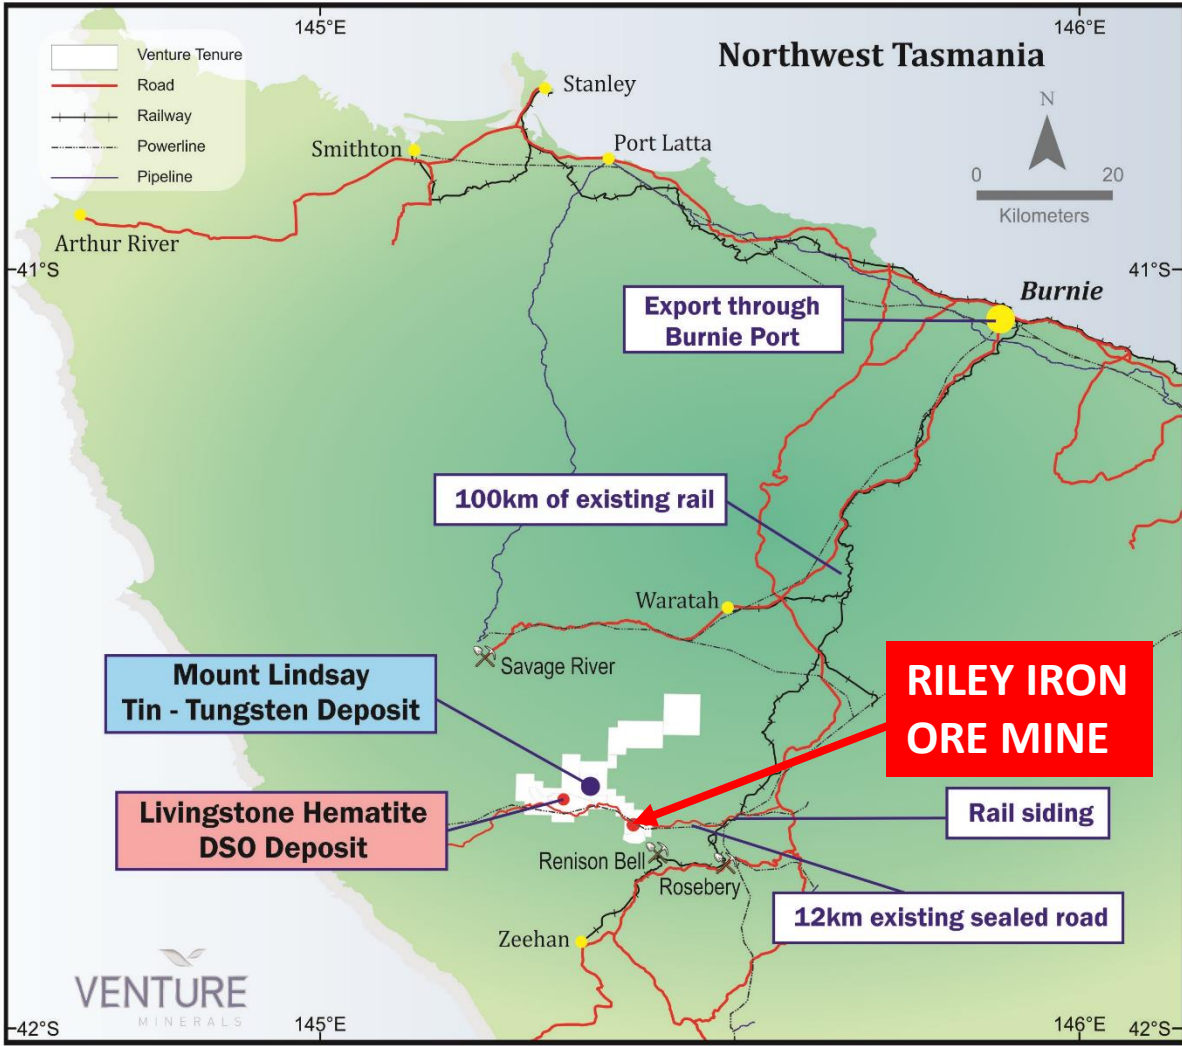 145°E
146°E
Northwest Tasmania
Venture Tenure
Road
Railway
Powerline
Pipeline
N
0 20
Kilometers
Stanley
Smithton
Port Latta
Arthur River
41°S
41°S
Burnie
Export through
Burnie Port
100km of existing rail
Waratah
Savage River
Mount Lindsay
Tin - Tungsten Deposit
RILEY IRON
ORE MINE
Livingstone Hematite
DSO Deposit
Rail siding
Renison Bell
Rosebery
12km existing sealed road
Zeehan
VENTURE
MINERALS
42°S
145°E
146°E
42°S